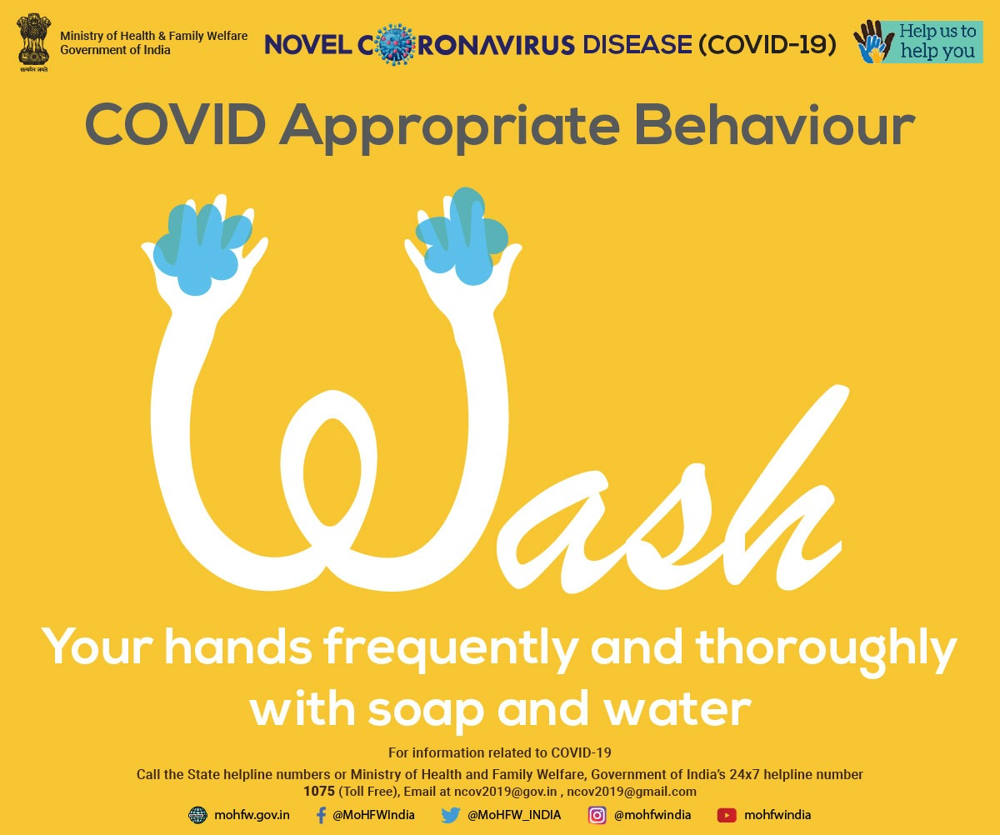 Ministry of Health & Family Welfare
Government of India
सत्यमेव जयते
NOVEL CORONAVIRUS DISEASE (COVID-19)
Help us to
help you
COVID Appropriate Behaviour
Wash
Your hands frequently and thoroughly
with soap and water
For information related to COVID-19
Call the State helpline numbers or Ministry of Health and Family Welfare, Government of India's 24x7 helpline number
1075 (Toll Free), Email at ncov2019@gov.in , ncov2019@gmail.com
mohfw.gov.in @MoHFWIndia @MoHFW_INDIA @mohfwindia mohfwindia